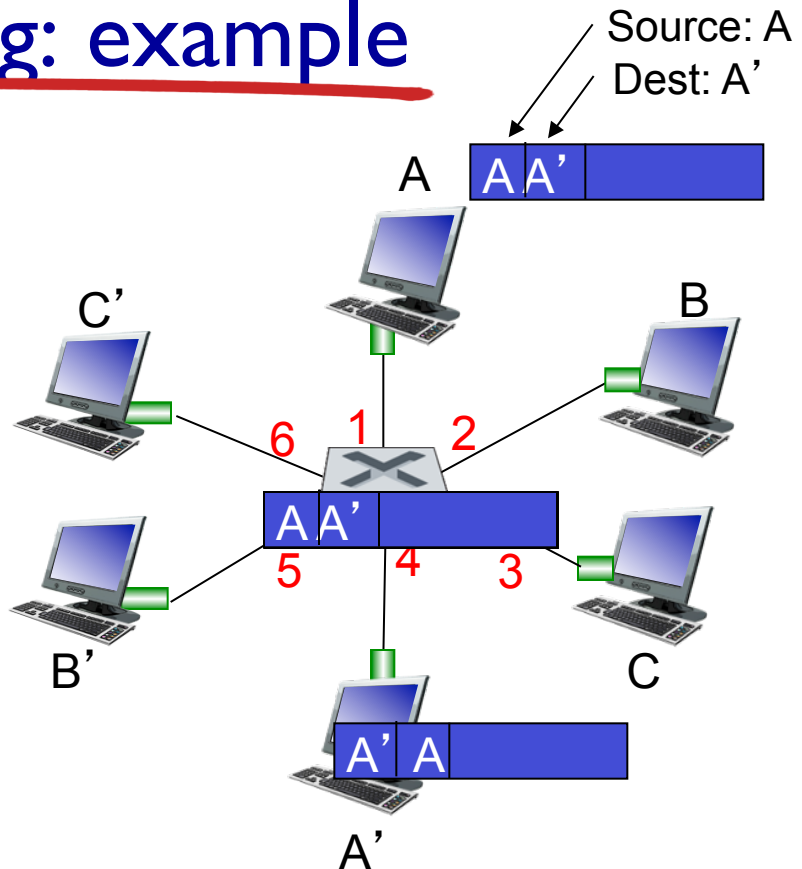 g: example
Source: A
Dest: A’
A
A A’
C’
B
6
1
2
A A’
5
4
3
B’
C
A’ A
A’